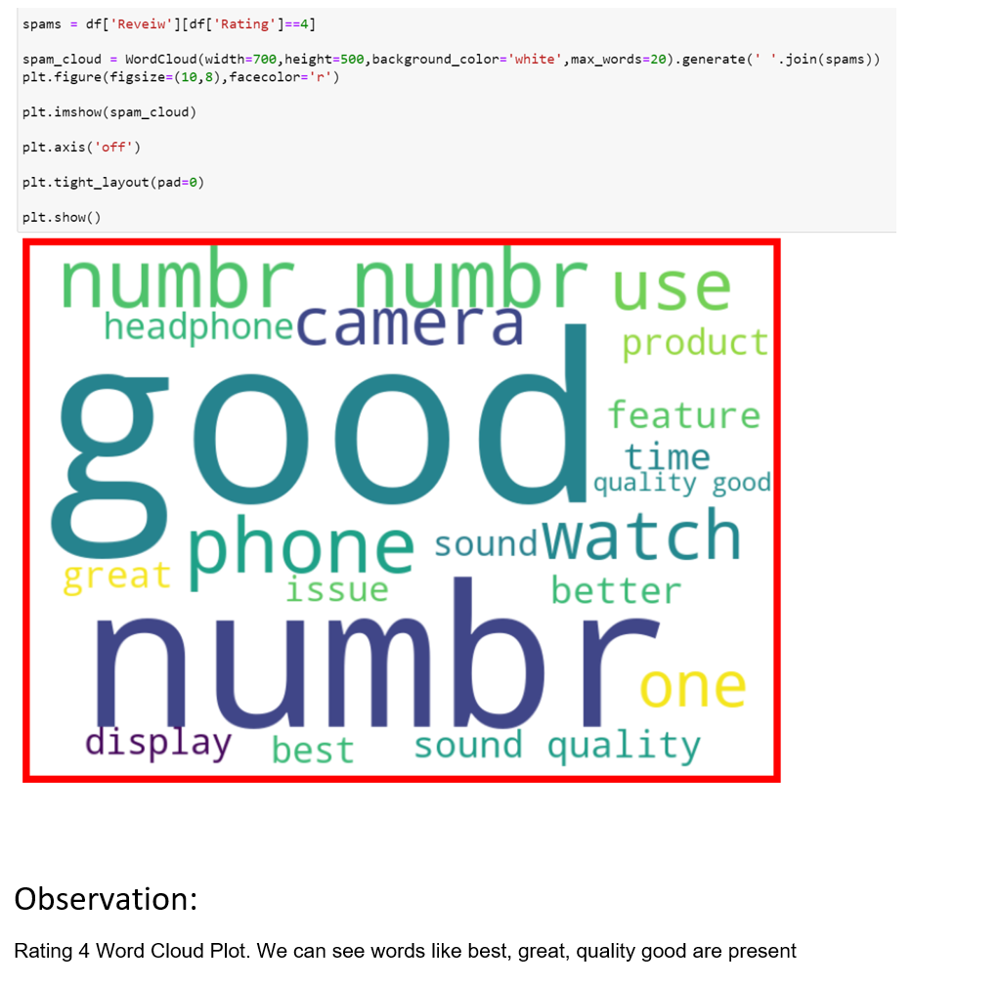 spams = df['Reveiw'][df['Rating']==4]
spam_cloud = WordCloud(width=700,height=500,background_color='white',max_words=20).generate(' '.join(spams))
plt.figure(figsize=(10,8),facecolor='r')
plt.imshow(spam_cloud)
plt.axis('off')
plt.tight_layout(pad=0)
plt.show()
numbr numbr
use
headphone
camera
product
good
feature
time
quality good
phone
sound
watch
great
issue
better
numbr
one
display
best
sound quality
Observation:
Rating 4 Word Cloud Plot. We can see words like best, great, quality good are present